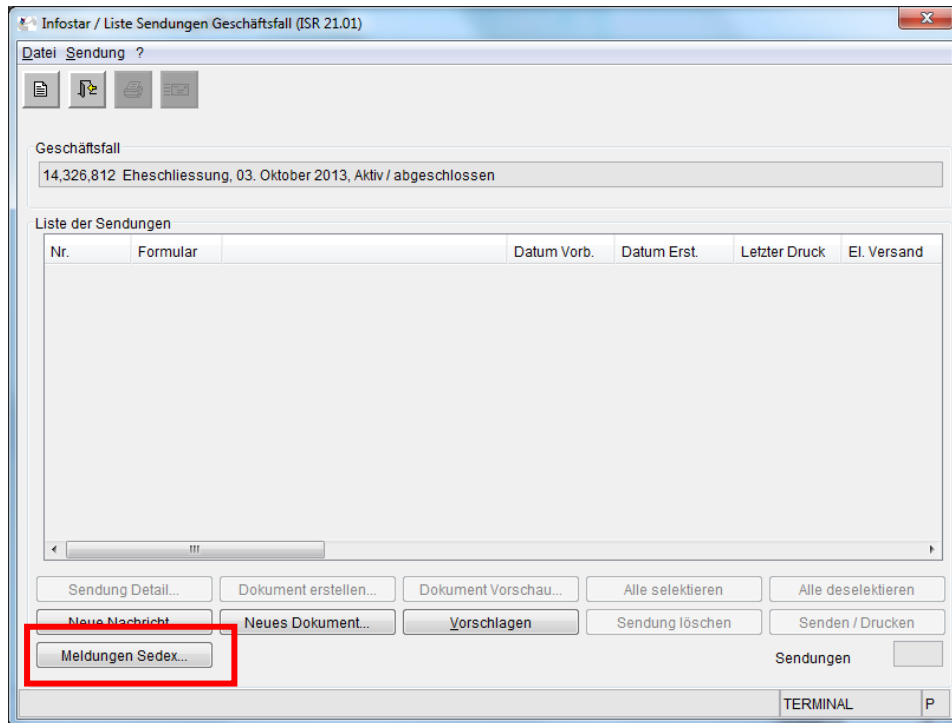 Infostar / Liste Sendungen Geschäftsfall (ISR 21.01)
Datei Sendung ?
Geschäftsfall
14,326,812 Eheschliessung, 03. Oktober 2013, Aktiv / abgeschlossen
Liste der Sendungen
Nr. Formular Datum Vorb. Datum Erst. Letzter Druck El. Versand
Sendung Detail... Dokument erstellen... Dokument Vorschau... Alle selektieren Alle deselektieren
Neue Nachricht... Neues Dokument... Vorschlagen Sendung löschen Senden / Drucken
Meldungen Sedex... Sendungen
TERMINAL P